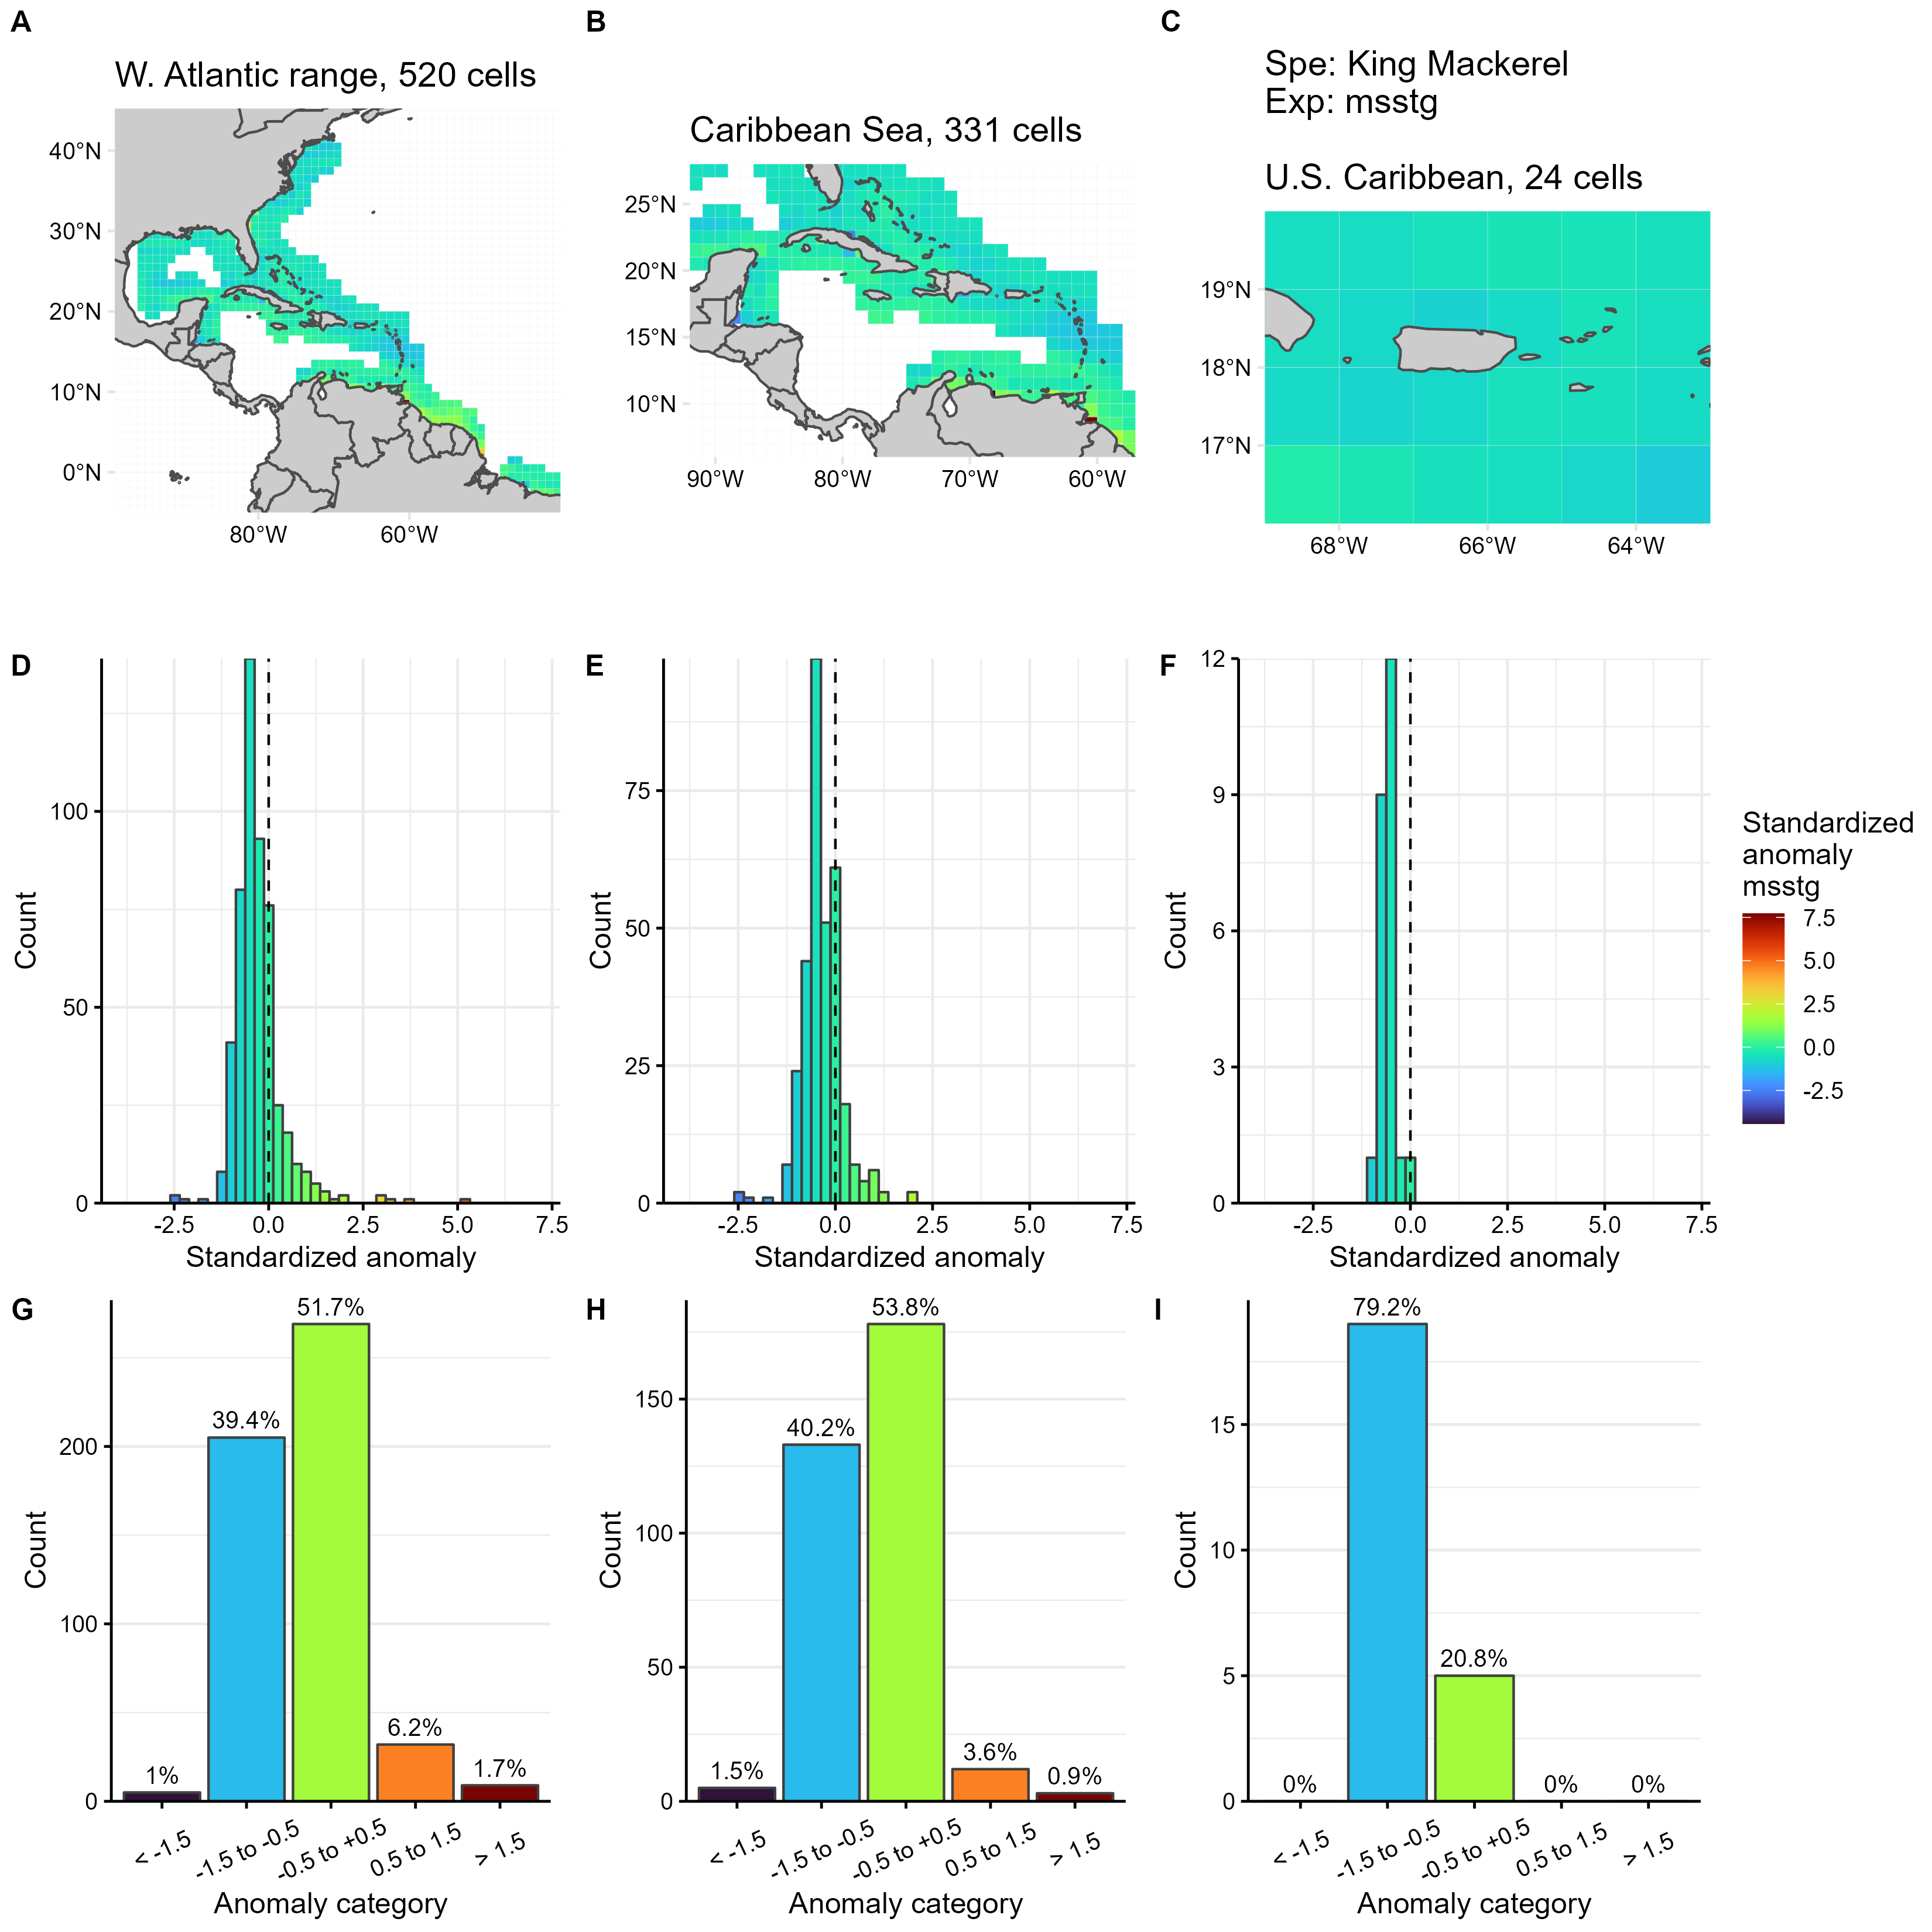 A
B
C
W. Atlantic range, 520 cells
Caribbean Sea, 331 cells
Spe: King Mackerel
Exp: msstg
U.S. Caribbean, 24 cells
40°N
30°N
20°N
10°N
0°N
80°W
60°W
25°N
20°N
15°N
10°N
90°W
80°W
70°W
60°W
19°N
18°N
17°N
68°W
66°W
64°W
D
Count
100
50
0
-2.5
0.0
2.5
5.0
7.5
Standardized anomaly
E
Count
75
50
25
0
-2.5
0.0
2.5
5.0
7.5
Standardized anomaly
F
Count
12
9
6
3
0
-2.5
0.0
2.5
5.0
7.5
Standardized anomaly
Standardized
anomaly
msstg
7.5
5.0
2.5
0.0
-2.5
G
Count
200
100
0
1%
39.4%
51.7%
6.2%
1.7%
< -1.5
-1.5 to -0.5
-0.5 to +0.5
0.5 to 1.5
> 1.5
Anomaly category
H
Count
150
100
50
0
1.5%
40.2%
53.8%
3.6%
0.9%
< -1.5
-1.5 to -0.5
-0.5 to +0.5
0.5 to 1.5
> 1.5
Anomaly category
I
Count
15
10
5
0
0%
79.2%
20.8%
0%
0%
< -1.5
-1.5 to -0.5
-0.5 to +0.5
0.5 to 1.5
> 1.5
Anomaly category